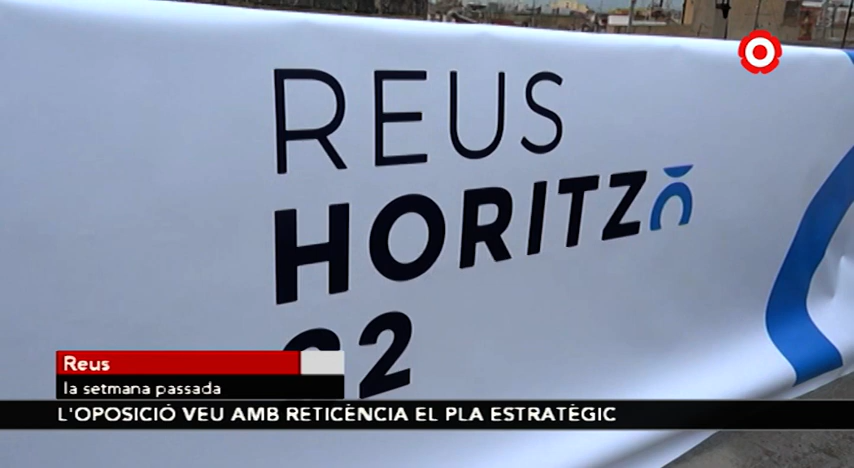 REUS
HORITZÓ
Reus
la setmana passada
L'OPOSICIÓ VEU AMB RETICÈNCIA EL PLA ESTRATÈGIC